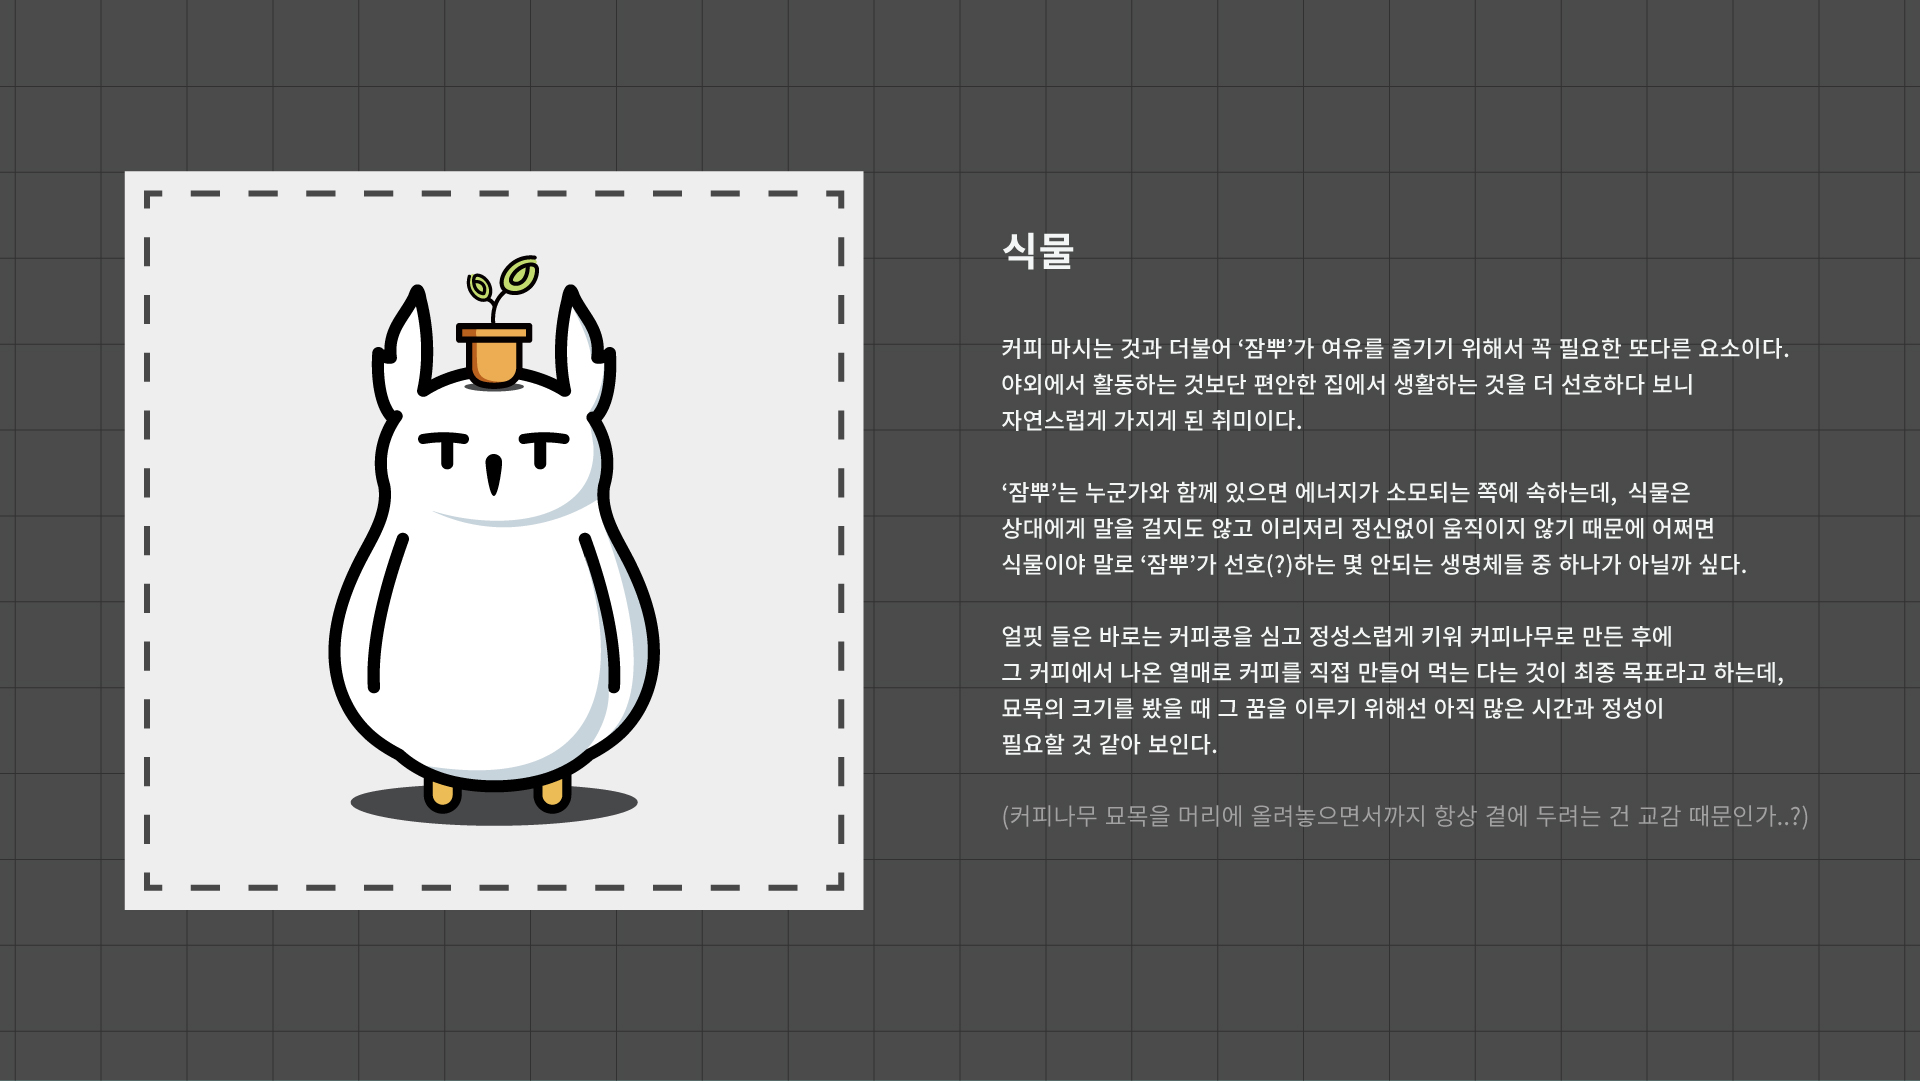 식물
커피 마시는 것과 더불어 ‘잠뿌’가 여유를 즐기기 위해서 꼭 필요한 또다른 요소이다.
야외에서 활동하는 것보단 편안한 집에서 생활하는 것을 더 선호하다 보니
자연스럽게 가지게 된 취미이다.
‘잠뿌’는 누군가와 함께 있으면 에너지가 소모되는 쪽에 속하는데, 식물은
상대에게 말을 걸지도 않고 이리저리 정신없이 움직이지 않기 때문에 어쩌면
식물이야 말로 ‘잠뿌’가 선호(?)하는 몇 안되는 생명체들 중 하나가 아닐까 싶다.
얼핏 들은 바로는 커피콩을 심고 정성스럽게 키워 커피나무로 만든 후에
그 커피에서 나온 열매로 커피를 직접 만들어 먹는 다는 것이 최종 목표라고 하는데,
묘목의 크기를 봤을 때 그 꿈을 이루기 위해선 아직 많은 시간과 정성이
필요할 것 같아 보인다.
(커피나무 묘목을 머리에 올려놓으면서까지 항상 곁에 두려는 건 교감 때문인가..?)